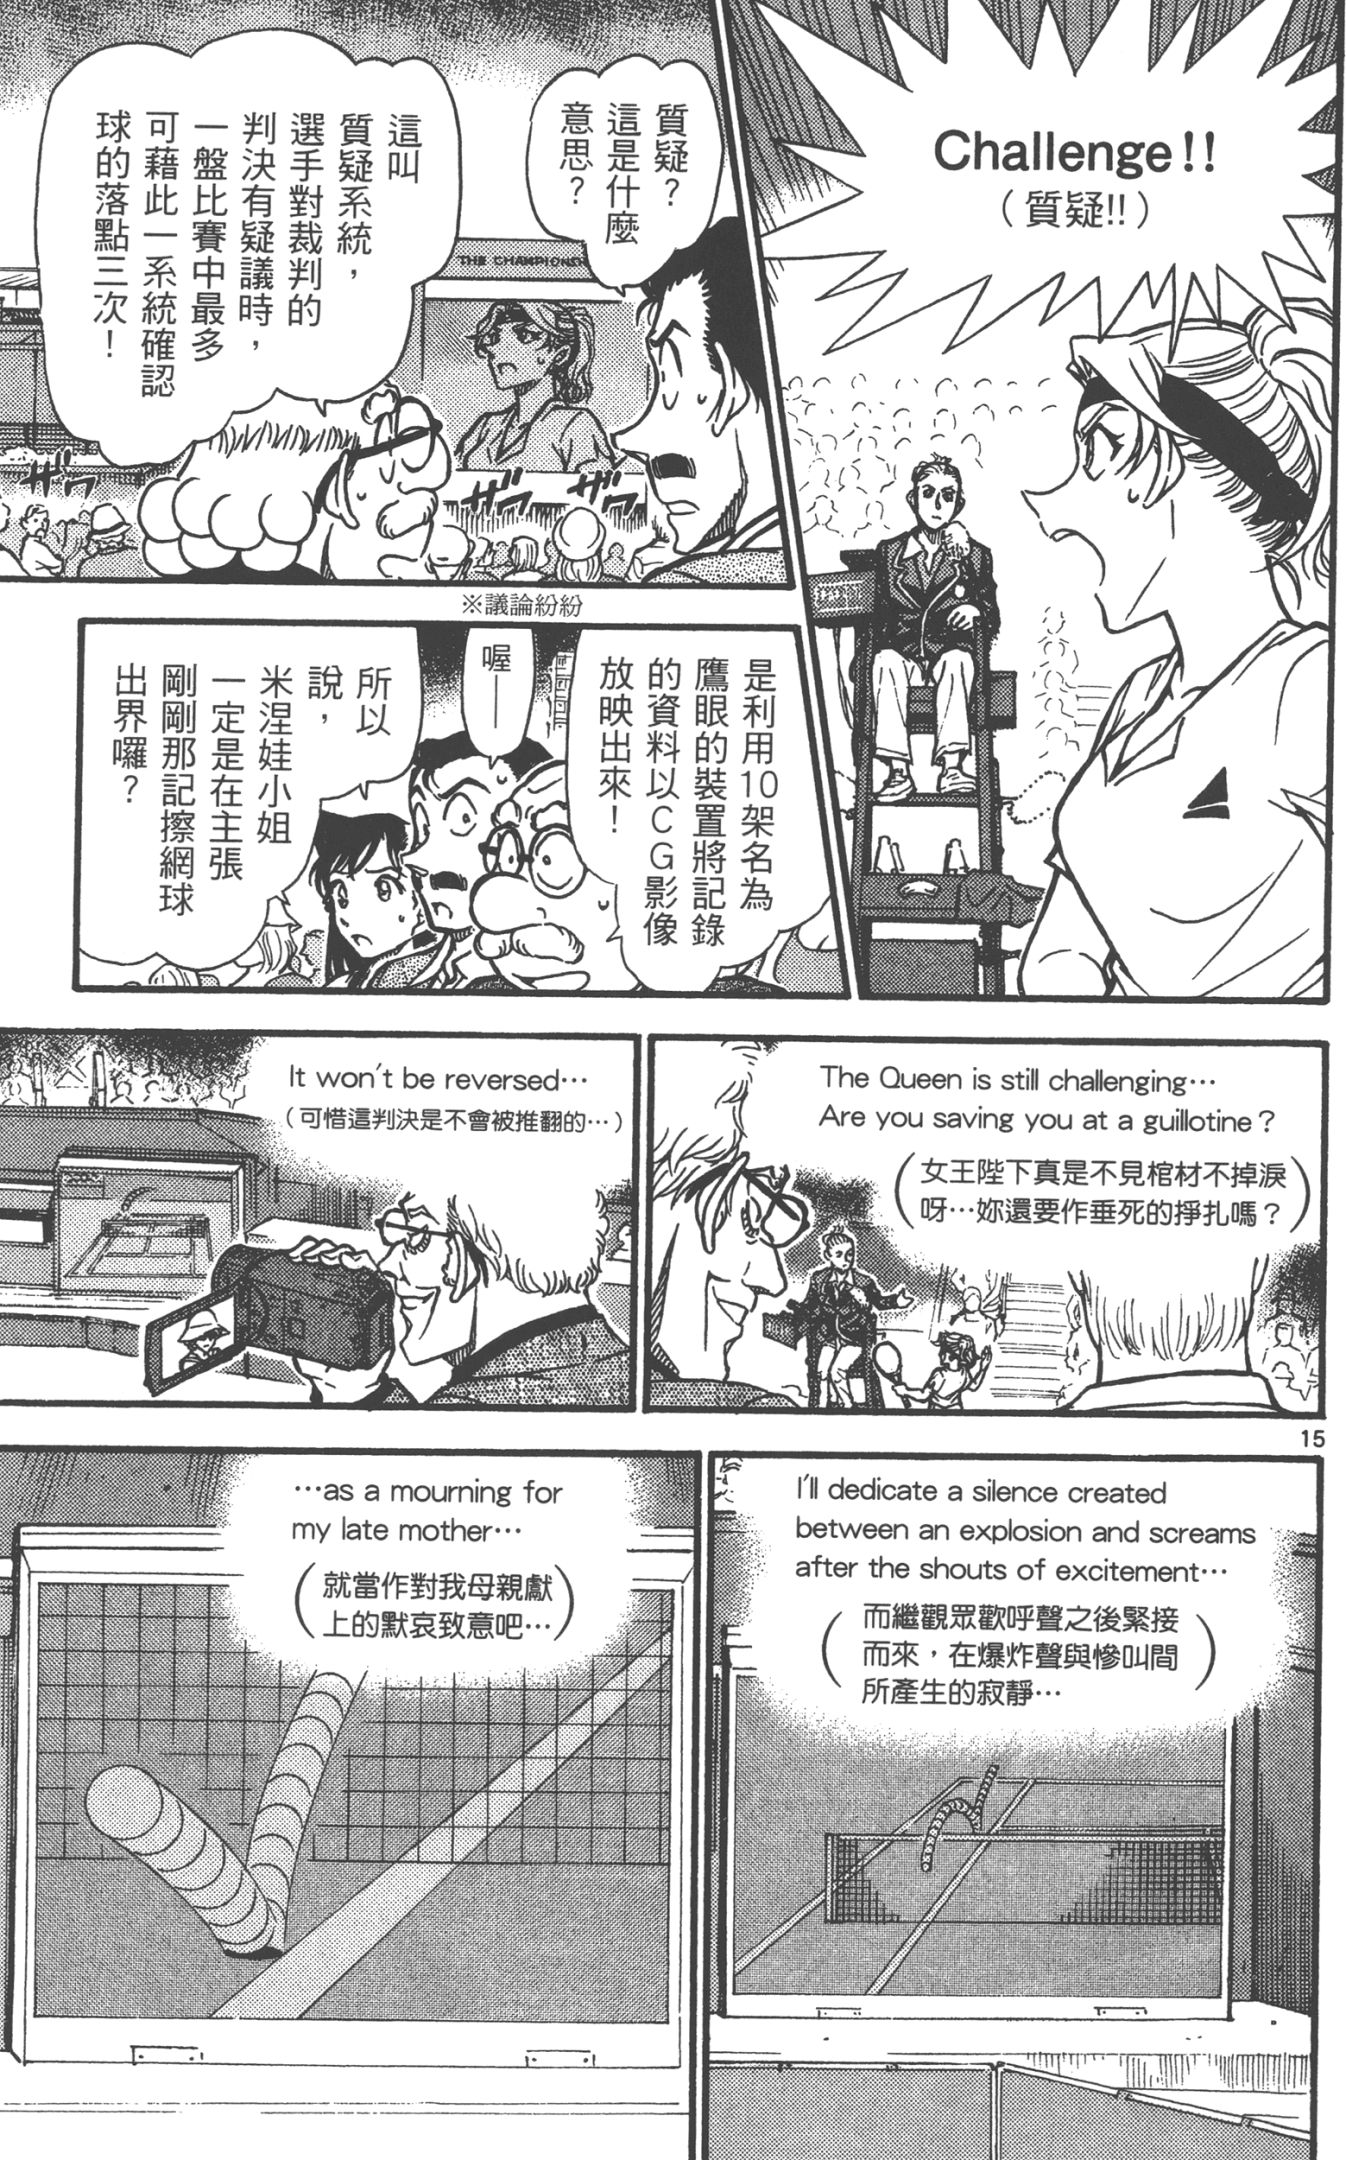 Challenge!!
（質疑!!）
質疑？
這是什麼
意思？
THE CHAMPIONS
這叫
質疑系統，
選手對裁判的
判決有疑議時，
一盤比賽中最多
可藉此一系統確認
球的落點三次！
ザワ
ザワ
ザワ
※議論紛紛
是利用10架名為
鷹眼的裝置將記錄
的資料以CG影像
放映出來！
喔──
所以
說，
米涅娃小姐
一定是在主張
剛剛那記擦網球
出界囉？
The Queen is still challenging…
Are you saving you at a guillotine?
（女王陛下真是不見棺材不掉淚
呀…妳還要作垂死的掙扎嗎？）
It won't be reversed…
（可惜這判決是不會被推翻的…）
15
I'll dedicate a silence created
between an explosion and screams
after the shouts of excitement…
（而繼觀眾歡呼聲之後緊接
而來，在爆炸聲與慘叫間
所產生的寂靜…）
…as a mourning for
my late mother…
（就當作對我母親獻
上的默哀致意吧…）